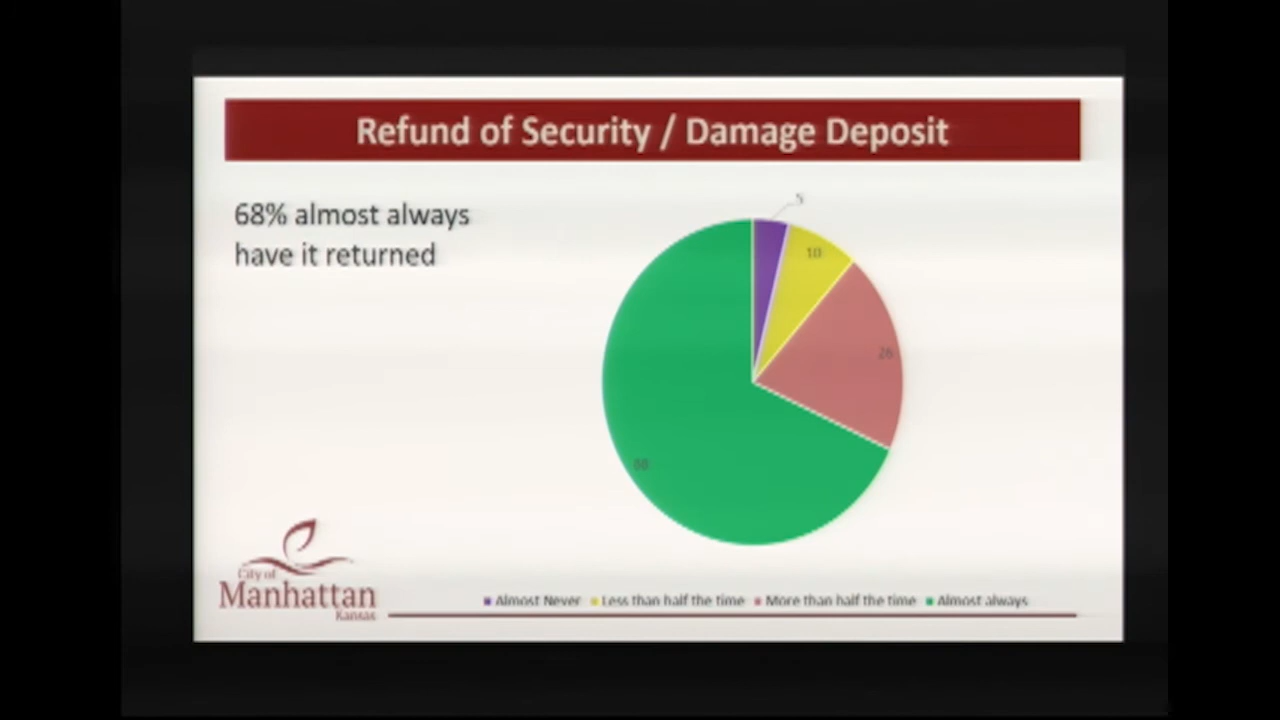 Refund of Security / Damage Deposit
68% almost always
have it returned
5
10
26
88
City of
Manhattan
Kansas
Almost Never Less than half the time More than half the time Almost always